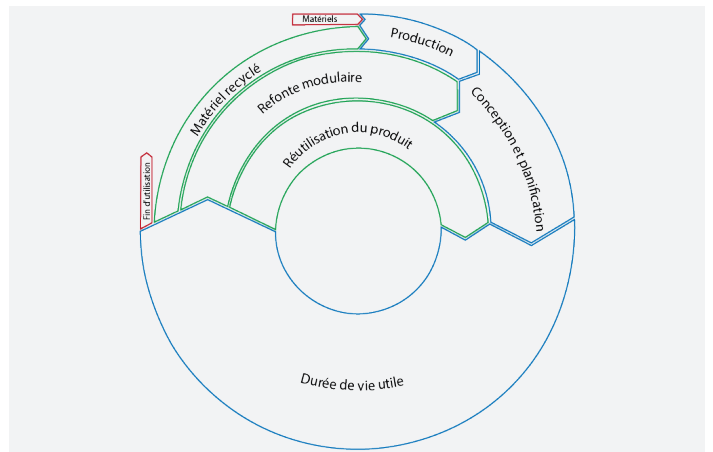 Matériels
Production
Matériel recyclé
Refonte modulaire
Conception et planification
Réutilisation du produit
Fin d'utilisation
Durée de vie utile